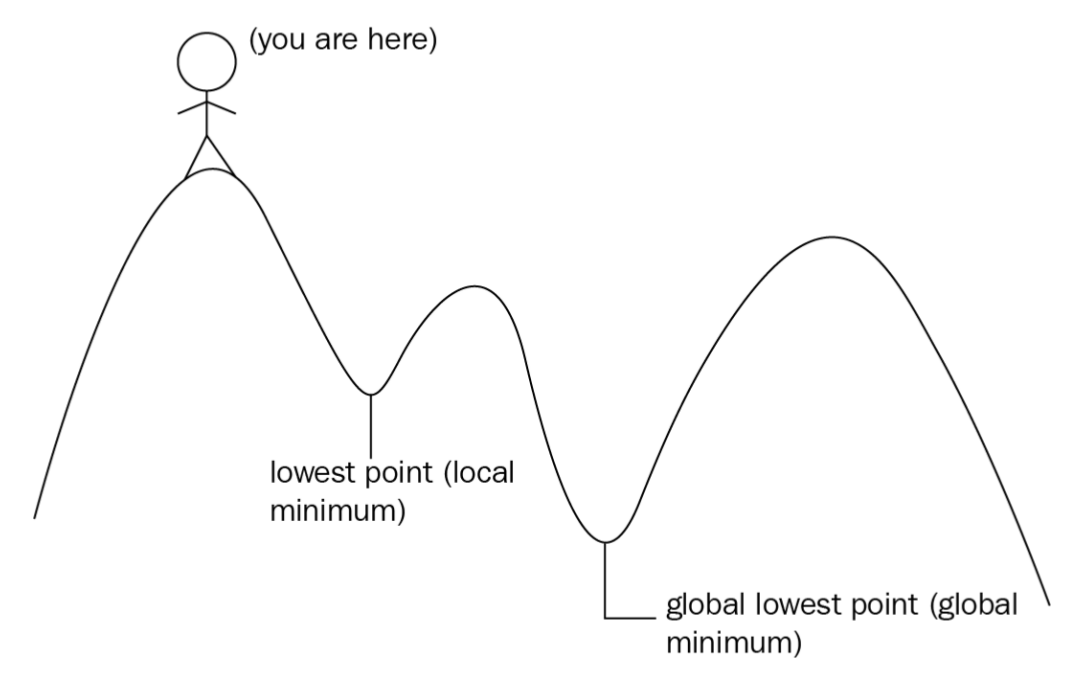 (you are here)
lowest point (local
minimum)
global lowest point (global
minimum)